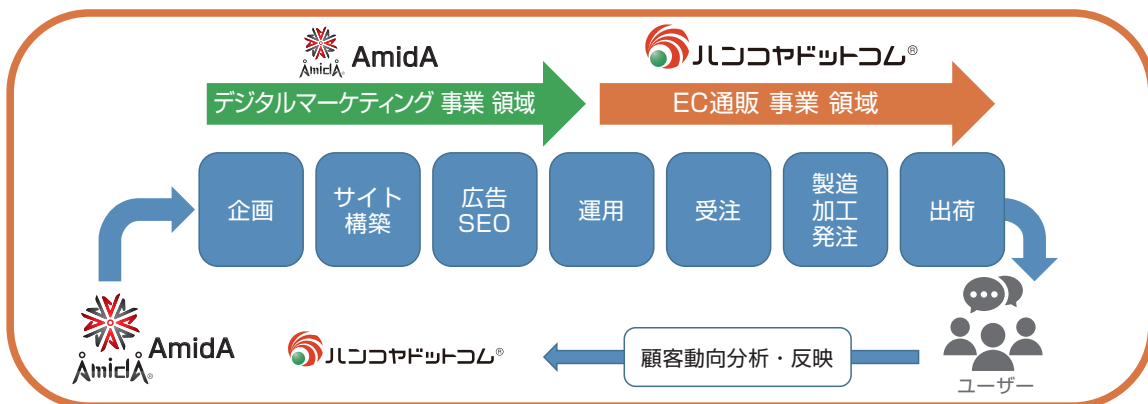 AmidA
AmidA®
ハンコヤドットコム®
デジタルマーケティング 事業 領域
EC通販 事業 領域
企画
サイト
構築
広告
SEO
運用
受注
製造
加工
発注
出荷
AmidA
AmidA®
ハンコヤドットコム®
顧客動向分析・反映
ユーザー